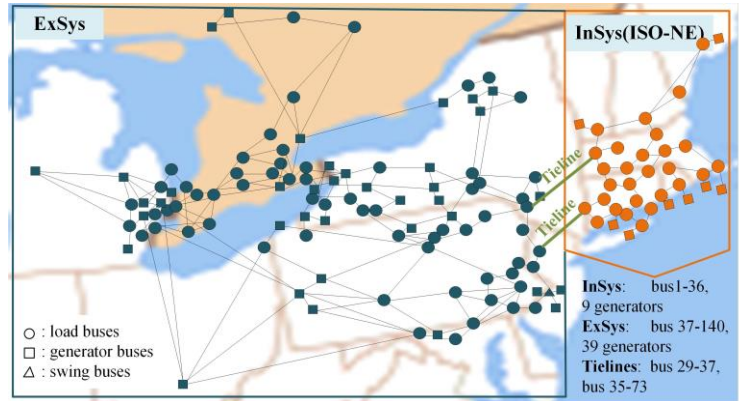 ExSys
InSys(ISO-NE)
Tieline
Tieline
: load buses
: generator buses
: swing buses
InSys: bus1-36,
9 generators
ExSys: bus 37-140,
39 generators
Tielines: bus 29-37,
bus 35-73